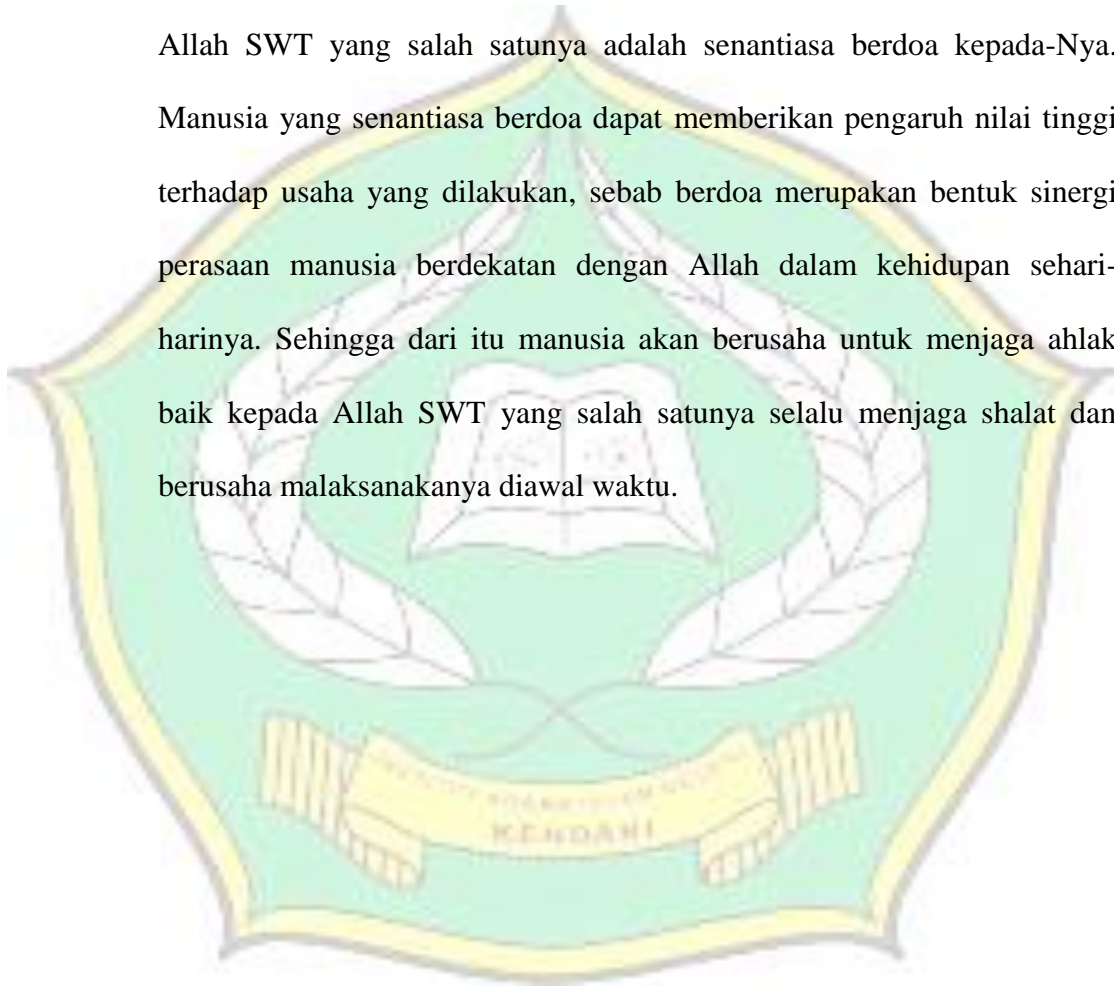 Allah SWT yang salah satunya adalah senantiasa berdoa kepada-Nya.
Manusia yang senantiasa berdoa dapat memberikan pengaruh nilai tinggi
terhadap usaha yang dilakukan, sebab berdoa merupakan bentuk sinergi
perasaan manusia berdekatan dengan Allah dalam kehidupan sehari-
harinya. Sehingga dari itu manusia akan berusaha untuk menjaga ahlak
baik kepada Allah SWT yang salah satunya selalu menjaga shalat dan
berusaha malaksanakanya diawal waktu.
KENDARI